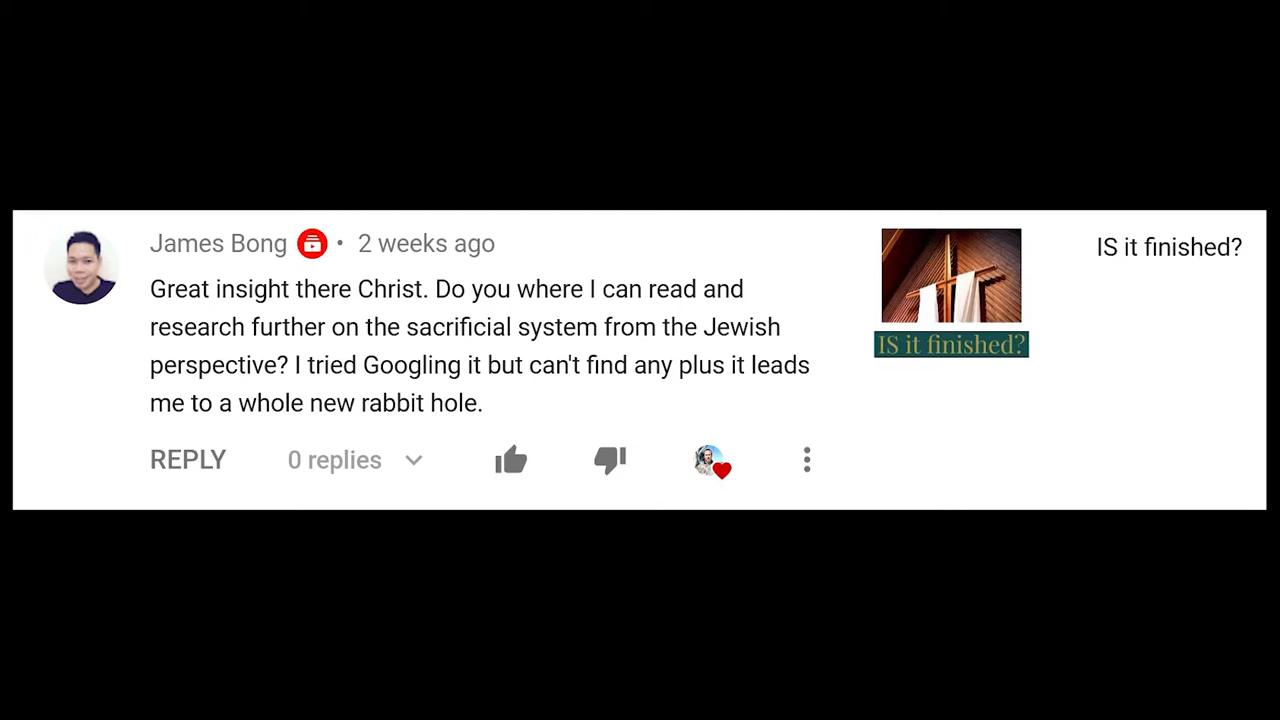 James Bong • 2 weeks ago
Great insight there Christ. Do you where I can read and
research further on the sacrificial system from the Jewish
perspective? I tried Googling it but can't find any plus it leads
me to a whole new rabbit hole.
REPLY 0 replies
IS it finished?
IS it finished?